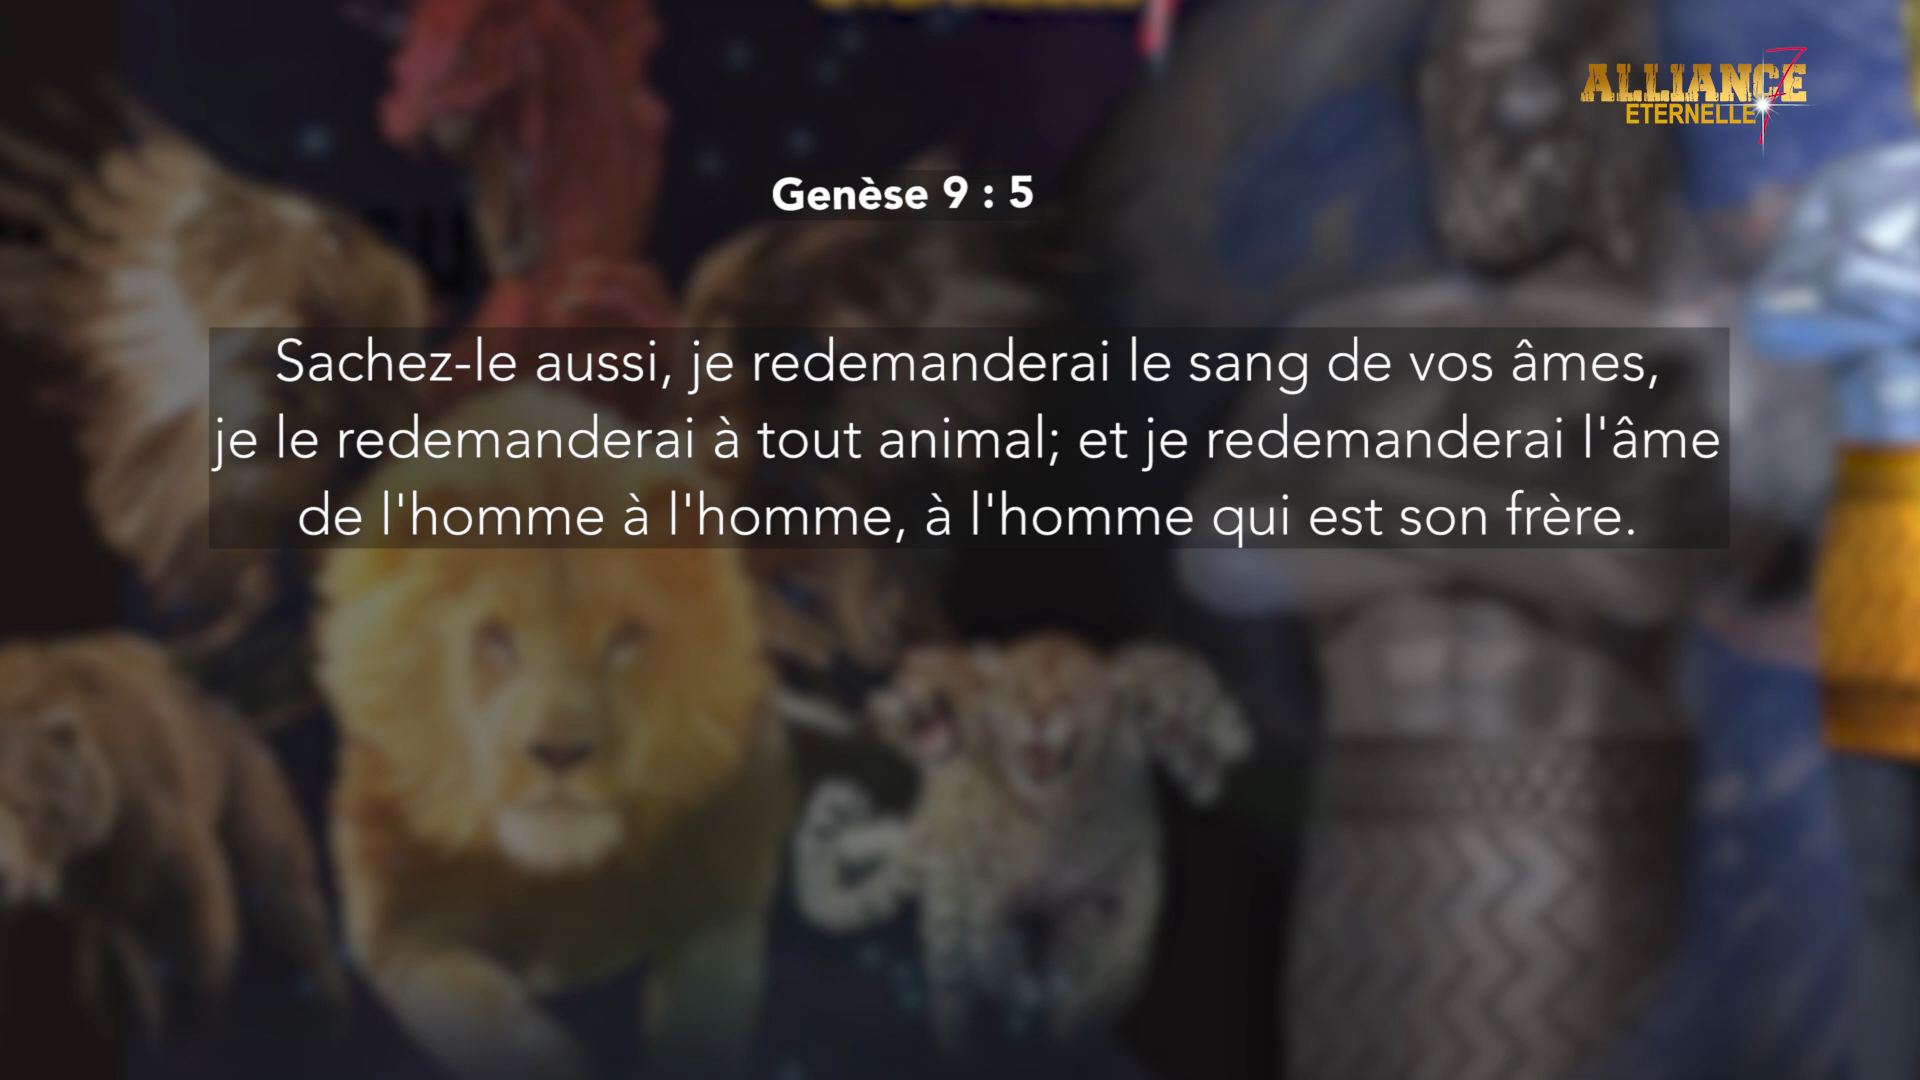 ALLIANCE
ETERNELLE
Genèse 9 : 5
Sachez-le aussi, je redemanderai le sang de vos âmes,
je le redemanderai à tout animal; et je redemanderai l'âme
de l'homme à l'homme, à l'homme qui est son frère.